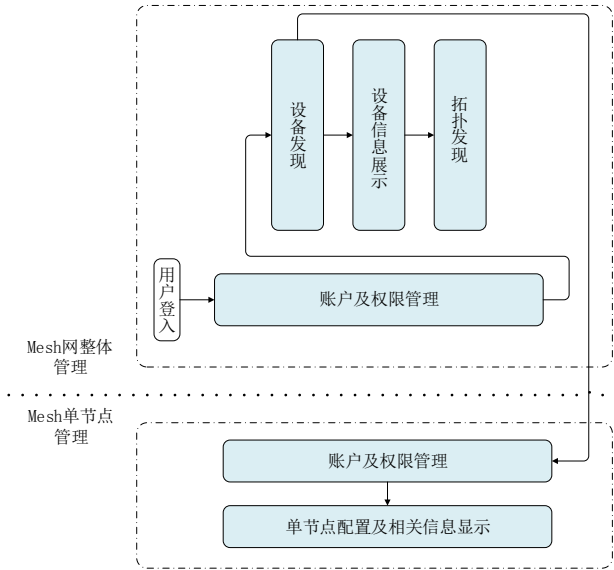 设备发现
设备信息展示
拓扑发现
用户登入
账户及权限管理
Mesh网整体
管理
Mesh单节点
管理
账户及权限管理
单节点配置及相关信息显示